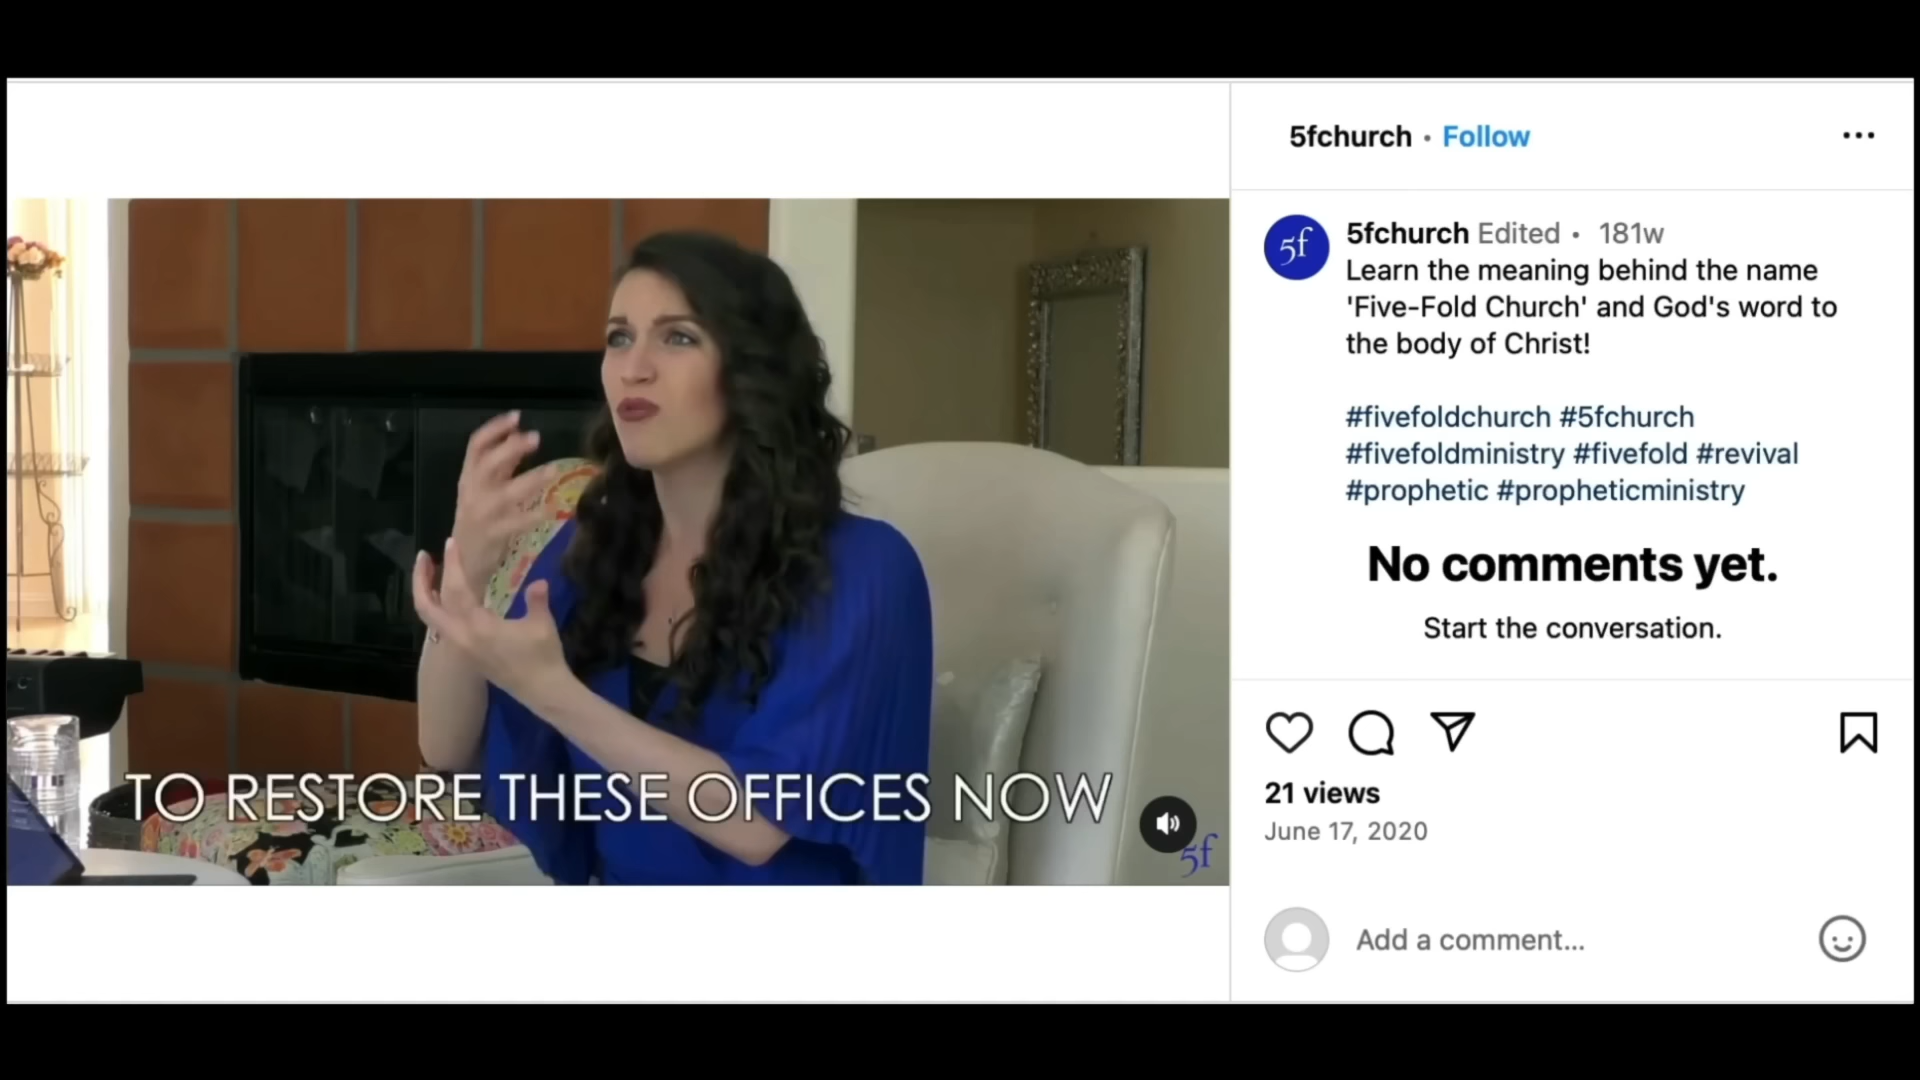 5fchurch • Follow
5f
5fchurch Edited • 181w
Learn the meaning behind the name
'Five-Fold Church' and God's word to
the body of Christ!
#fivefoldchurch #5fchurch
#fivefoldministry #fivefold #revival
#prophetic #propheticministry
No comments yet.
Start the conversation.
TO RESTORE THESE OFFICES NOW
5f
21 views
June 17, 2020
Add a comment...